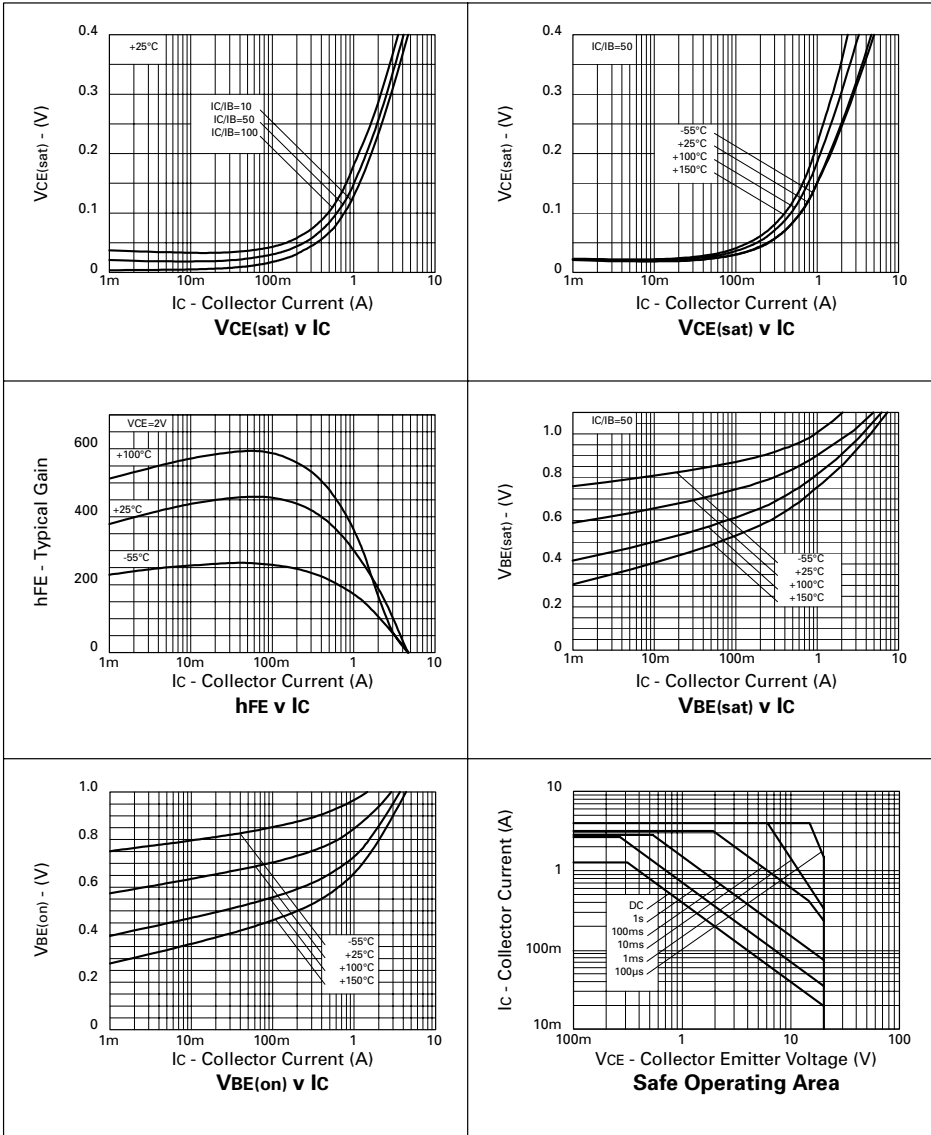 0.4
+25°C
0.3
IC/IB=10
IC/IB=50
IC/IB=100
0.2
0.1
0
1m 10m 100m 1 10
VCE(sat) - (V)
IC - Collector Current (A)
VCE(sat) v IC
0.4
IC/IB=50
0.3
0.2
-55°C
+25°C
+100°C
+150°C
0.1
0
1m 10m 100m 1 10
VCE(sat) - (V)
IC - Collector Current (A)
VCE(sat) v IC
VCE=2V
600
+100°C
400
+25°C
-55°C
200
0
1m 10m 100m 1 10
hFE - Typical Gain
IC - Collector Current (A)
hFE v IC
IC/IB=50
1.0
0.8
0.6
0.4
-55°C
+25°C
+100°C
+150°C
0.2
0
1m 10m 100m 1 10
VBE(sat) - (V)
IC - Collector Current (A)
VBE(sat) v IC
1.0
0.8
0.6
0.4
-55°C
+25°C
+100°C
+150°C
0.2
0
1m 10m 100m 1 10
VBE(on) - (V)
IC - Collector Current (A)
VBE(on) v IC
10
1
DC
1s
100ms
10ms
1ms
100µs
100m
10m
100m 1 10 100
IC - Collector Currrent (A)
VCE - Collector Emitter Voltage (V)
Safe Operating Area